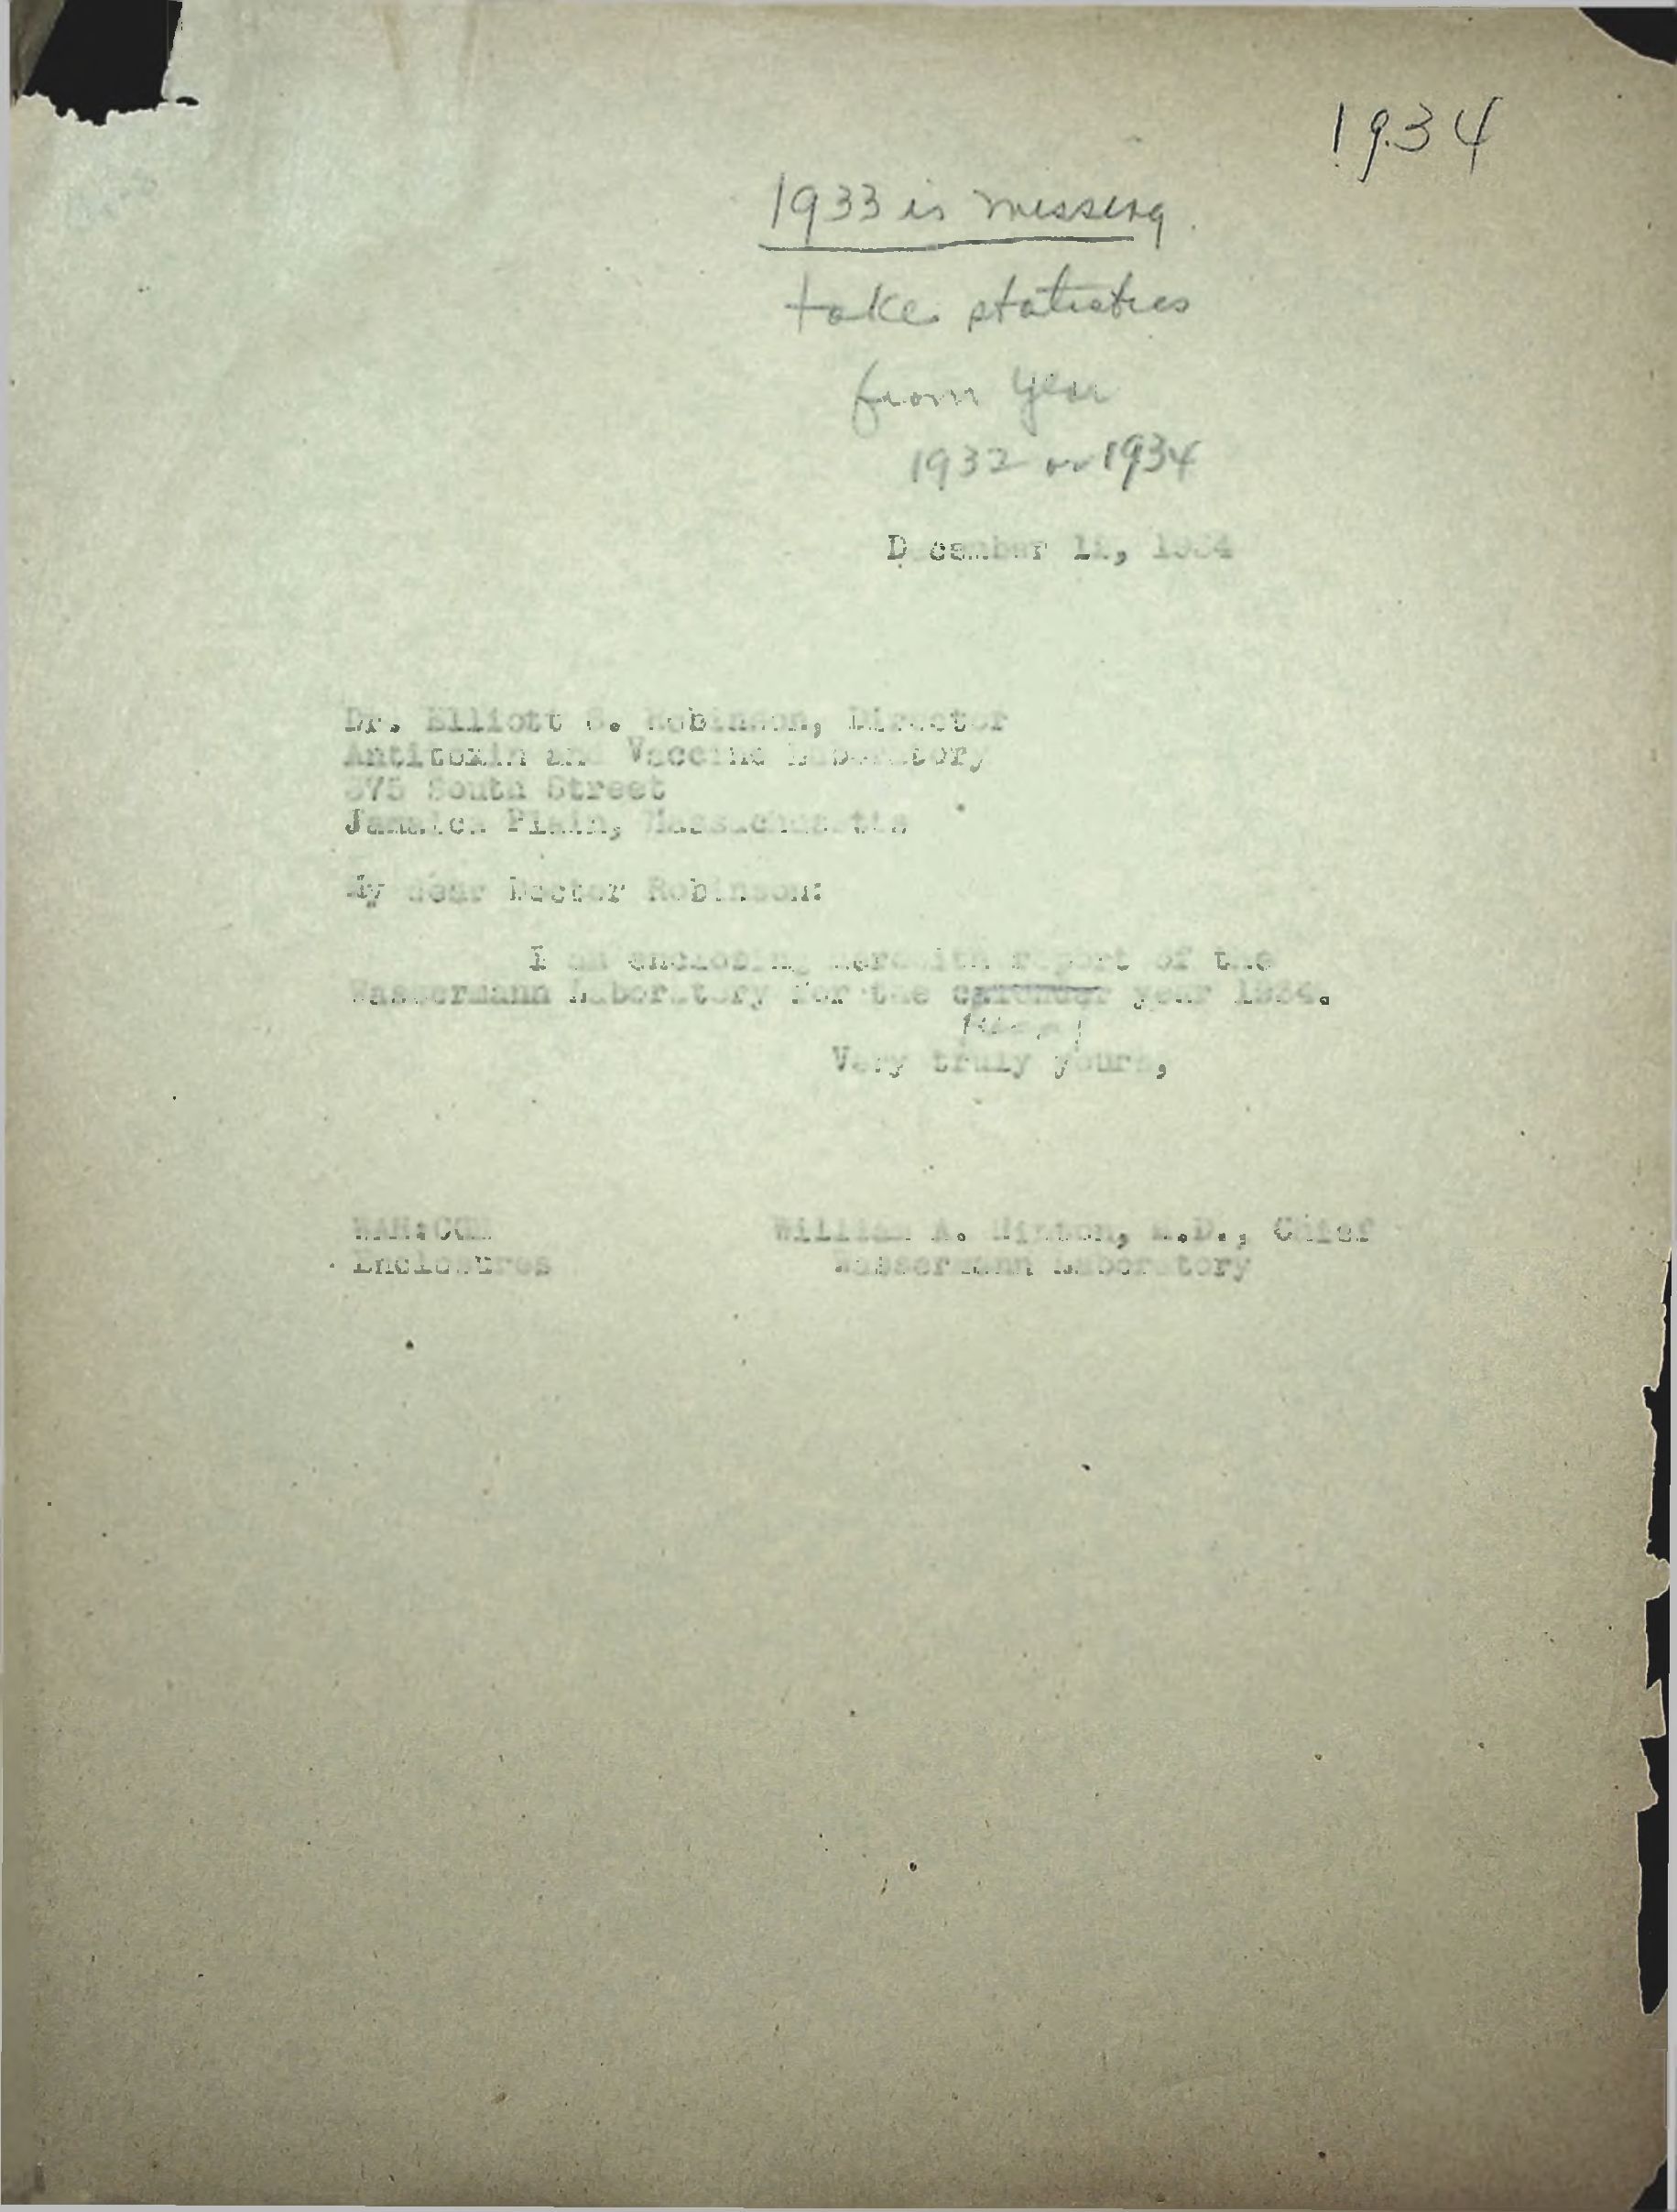 1934
1933 is missing.
take statistics
from year
1932 or 1934
December 1, 1934
Dr. Elliott S. Robinson, Director
Antitoxin and Vaccine Laboratory
375 South Street
Jamaica Plain, Massachusetts
My dear Doctor Robinson:
I am enclosing herewith report of the
Wassermann Laboratory for the calendar year 1934.
Very truly yours,
WAH:CGM
William A. Hinton, M.D., Chief
Enclosures
Wassermann Laboratory